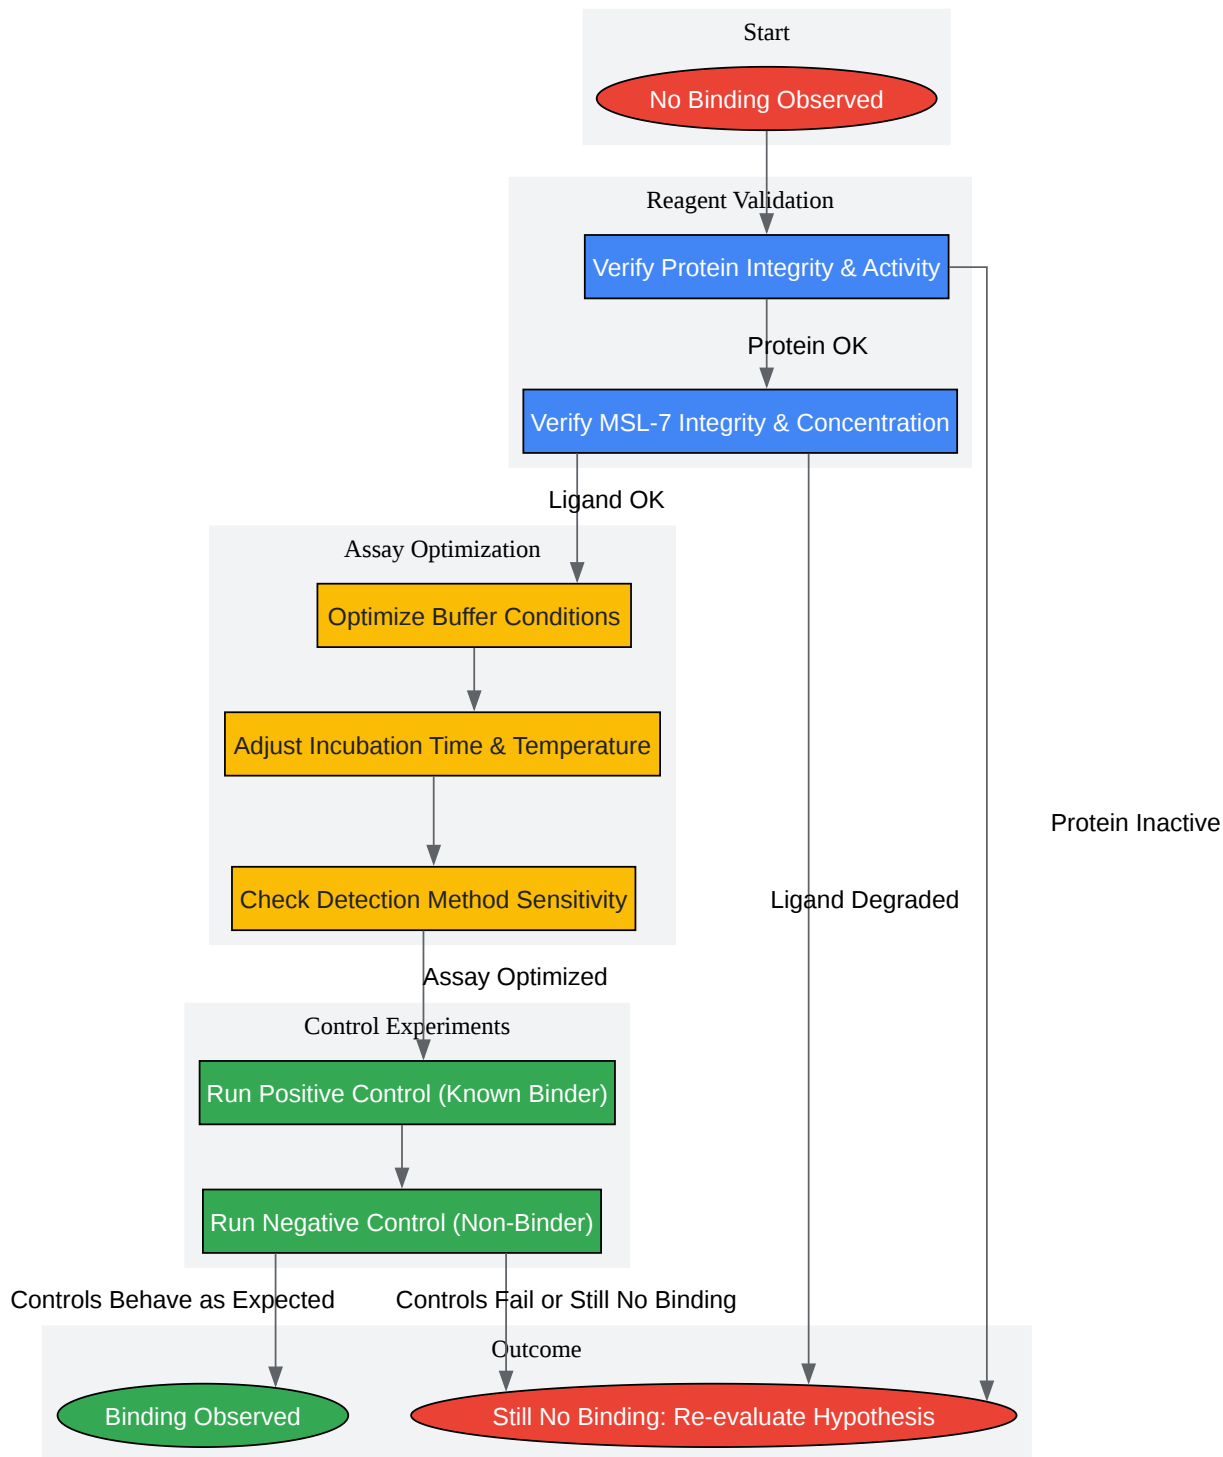 Start
No Binding Observed
Reagent Validation
Verify Protein Integrity & Activity
Protein OK
Verify MSL-7 Integrity & Concentration
Ligand OK
Assay Optimization
Optimize Buffer Conditions
Adjust Incubation Time & Temperature
Protein Inactive
Check Detection Method Sensitivity
Ligand Degraded
Assay Optimized
Control Experiments
Run Positive Control (Known Binder)
Run Negative Control (Non-Binder)
Controls Behave as Expected
Controls Fail or Still No Binding
Outcome
Binding Observed
Still No Binding: Re-evaluate Hypothesis